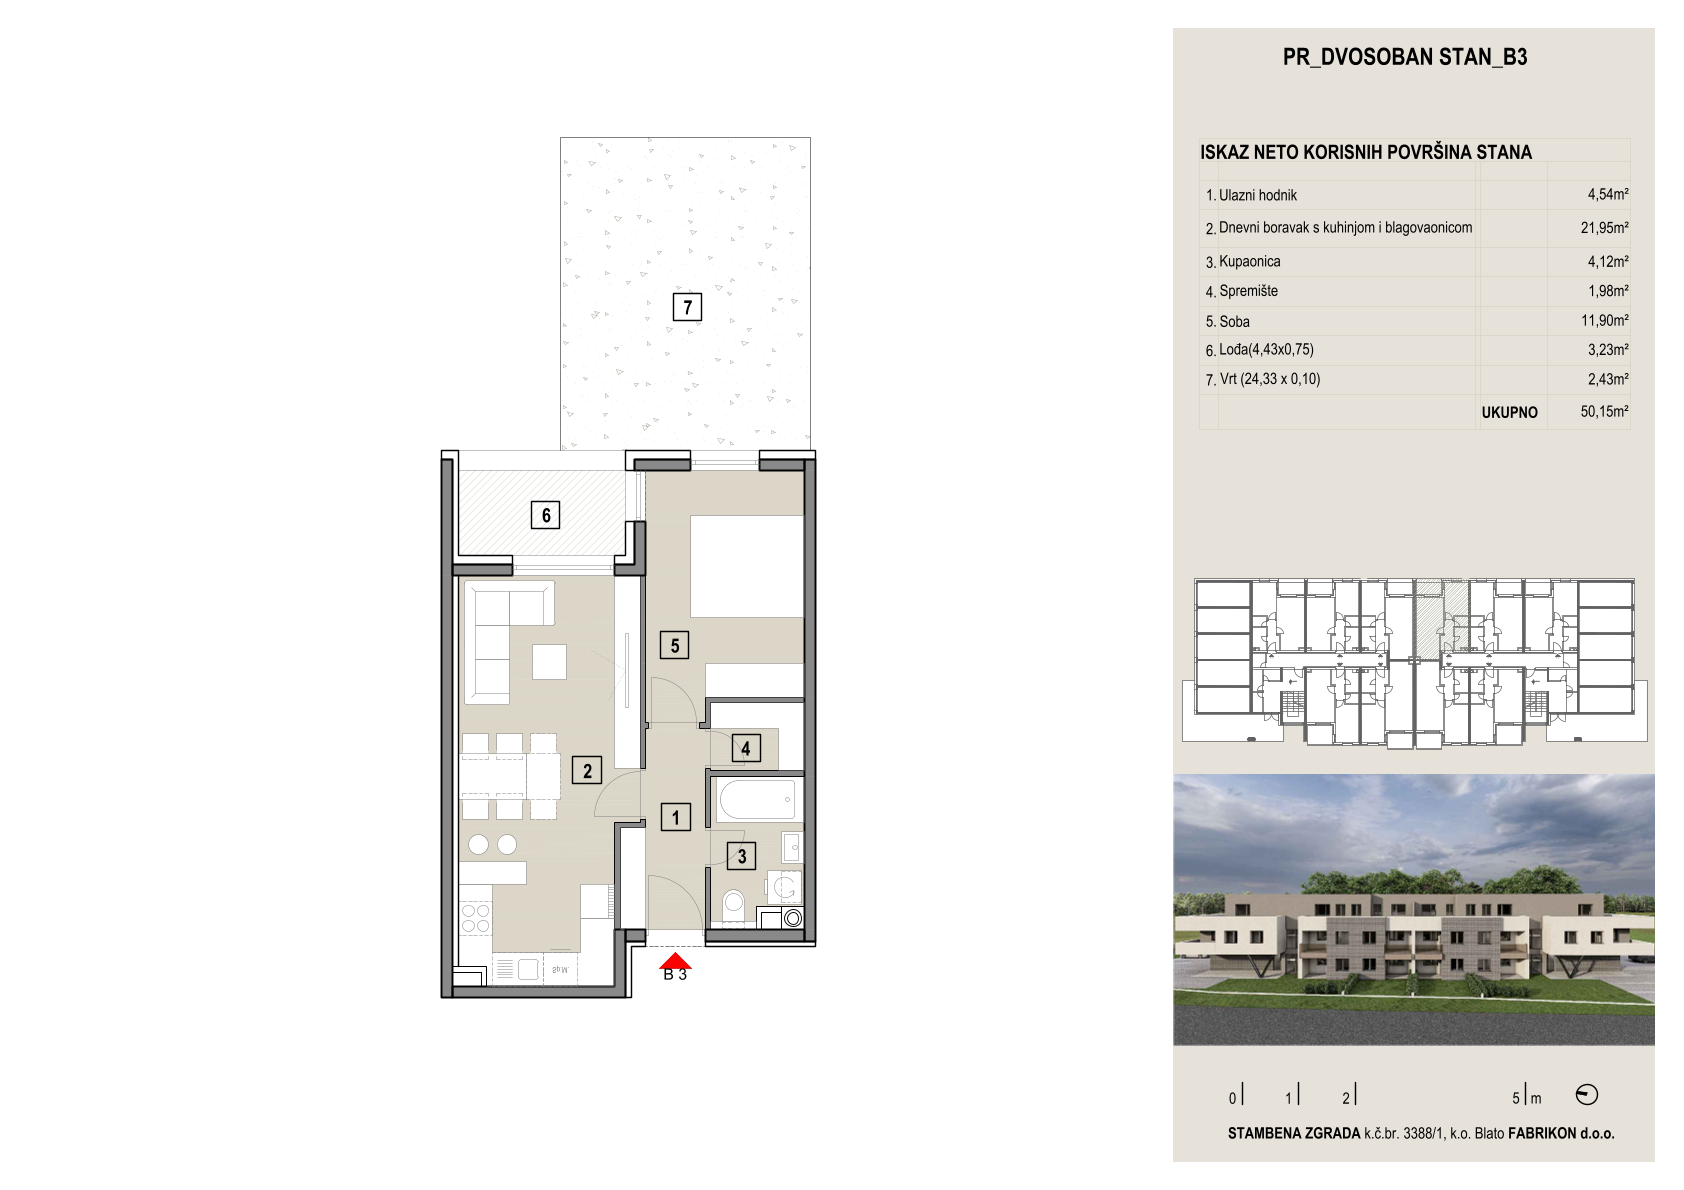 PR_DVOSOBAN STAN_B3
ISKAZ NETO KORISNIH POVRŠINA STANA
1. Ulazni hodnik 4,54m²
2. Dnevni boravak s kuhinjom i blagovaonicom 21,95m²
3. Kupaonica 4,12m²
4. Spremište 1,98m²
5. Soba 11,90m²
6. Lođa(4,43x0,75) 3,23m²
7. Vrt (24,33 x 0,10) 2,43m²
UKUPNO 50,15m²
7
6
5
4
2
1
3
Sp.M.
B 3
0 1 2 5 m
STAMBENA ZGRADA k.č.br. 3388/1, k.o. Blato FABRIKON d.o.o.